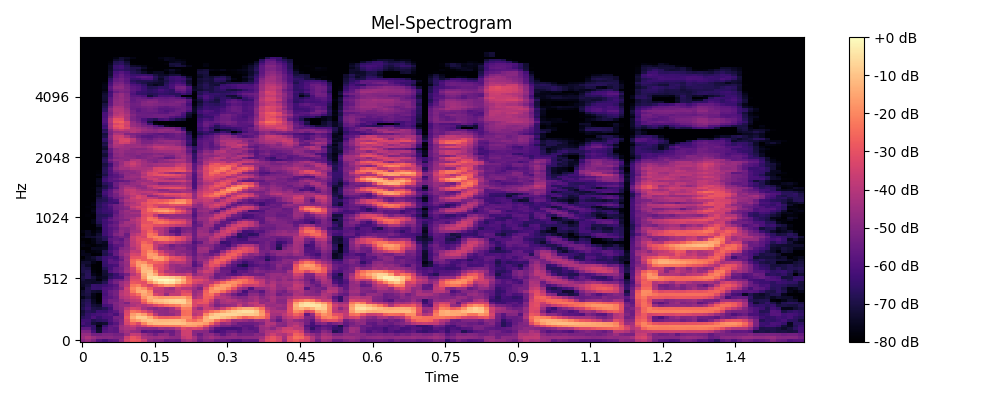 Mel-Spectrogram
+0 dB
-10 dB
-20 dB
-30 dB
-40 dB
-50 dB
-60 dB
-70 dB
-80 dB
Hz
4096
2048
1024
512
0
0 0.15 0.3 0.45 0.6 0.75 0.9 1.1 1.2 1.4
Time